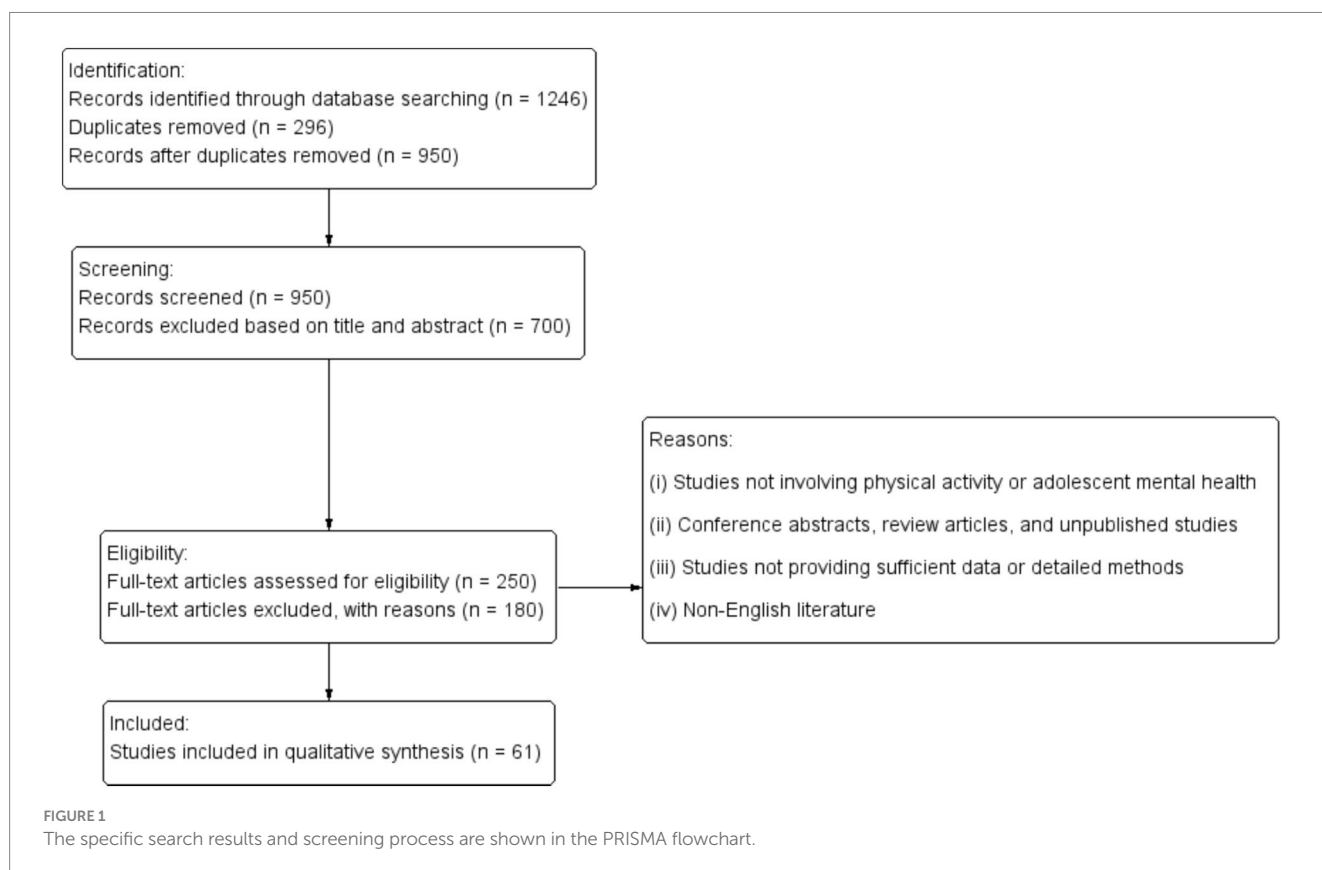 Identification:
Records identified through database searching (n = 1246)
Duplicates removed (n = 296)
Records after duplicates removed (n = 950)
Screening:
Records screened (n = 950)
Records excluded based on title and abstract (n = 700)
Eligibility:
Full-text articles assessed for eligibility (n = 250)
Full-text articles excluded, with reasons (n = 180)
Reasons:
(i) Studies not involving physical activity or adolescent mental health
(ii) Conference abstracts, review articles, and unpublished studies
(iii) Studies not providing sufficient data or detailed methods
(iv) Non-English literature
Included:
Studies included in qualitative synthesis (n = 61)
FIGURE 1
The specific search results and screening process are shown in the PRISMA flowchart.